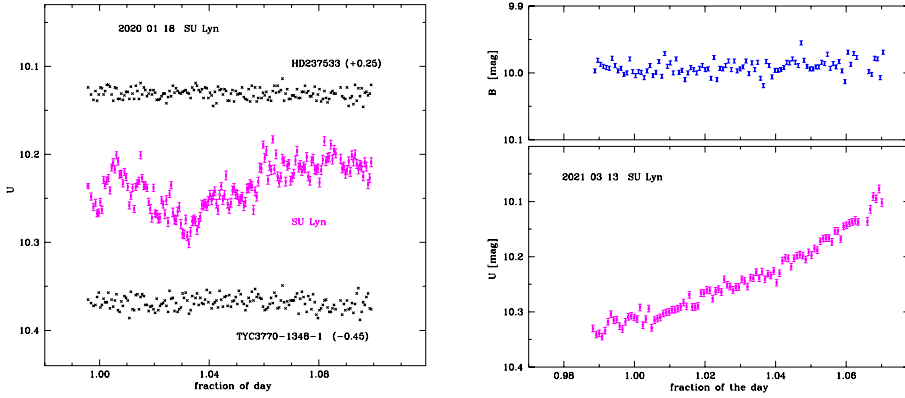 2020 01 18 SU Lyn
HD237533 (+0.25)
10.1
10.2
10.3
10.4
U
SU Lyn
TYC3770-1348-1 (-0.45)
1.00
1.04
1.08
fraction of day
9.9
10.0
10.1
B [mag]
2021 03 13 SU Lyn
10.1
10.2
10.3
10.4
U [mag]
0.98
1.00
1.02
1.04
1.06
fraction of the day